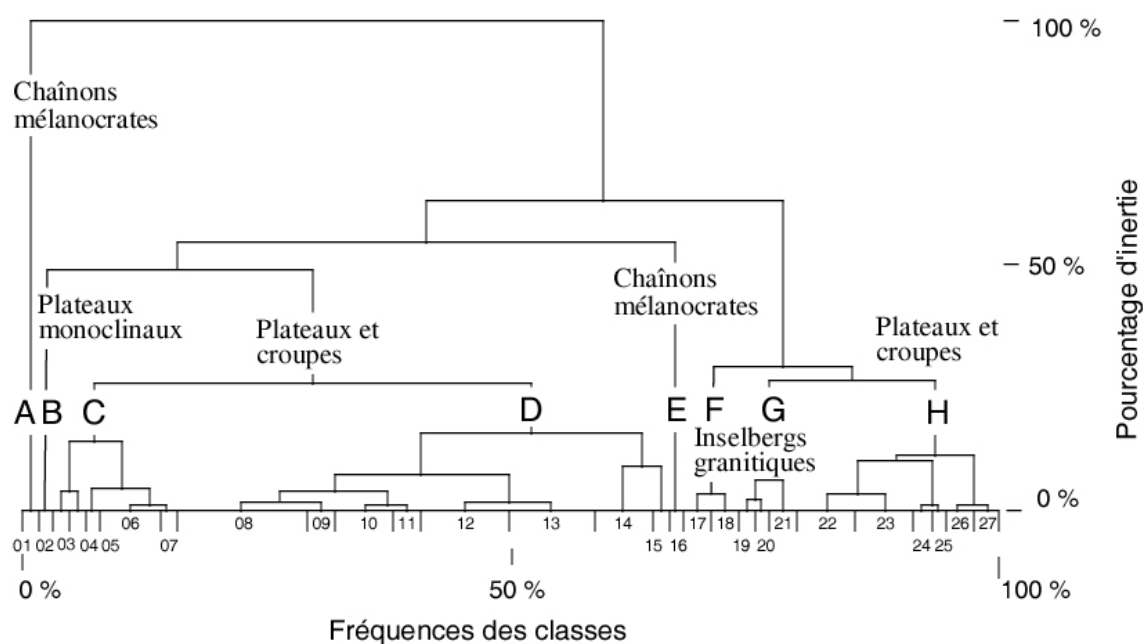 100 %
Chaînons
mélanocrates
50 %
Chaînons
mélanocrates
Plateaux
monoclinaux
Plateaux et
croupes
Plateaux et
croupes
Pourcentage d'inertie
A B C D E F G H
Inselbergs
granitiques
0 %
06 08 09 10 11 12 13 14 17 18 21 22 23 26 27
01 02 03 04 05 07 15 16 19 20 24 25
0 % 50 % 100 %
Fréquences des classes